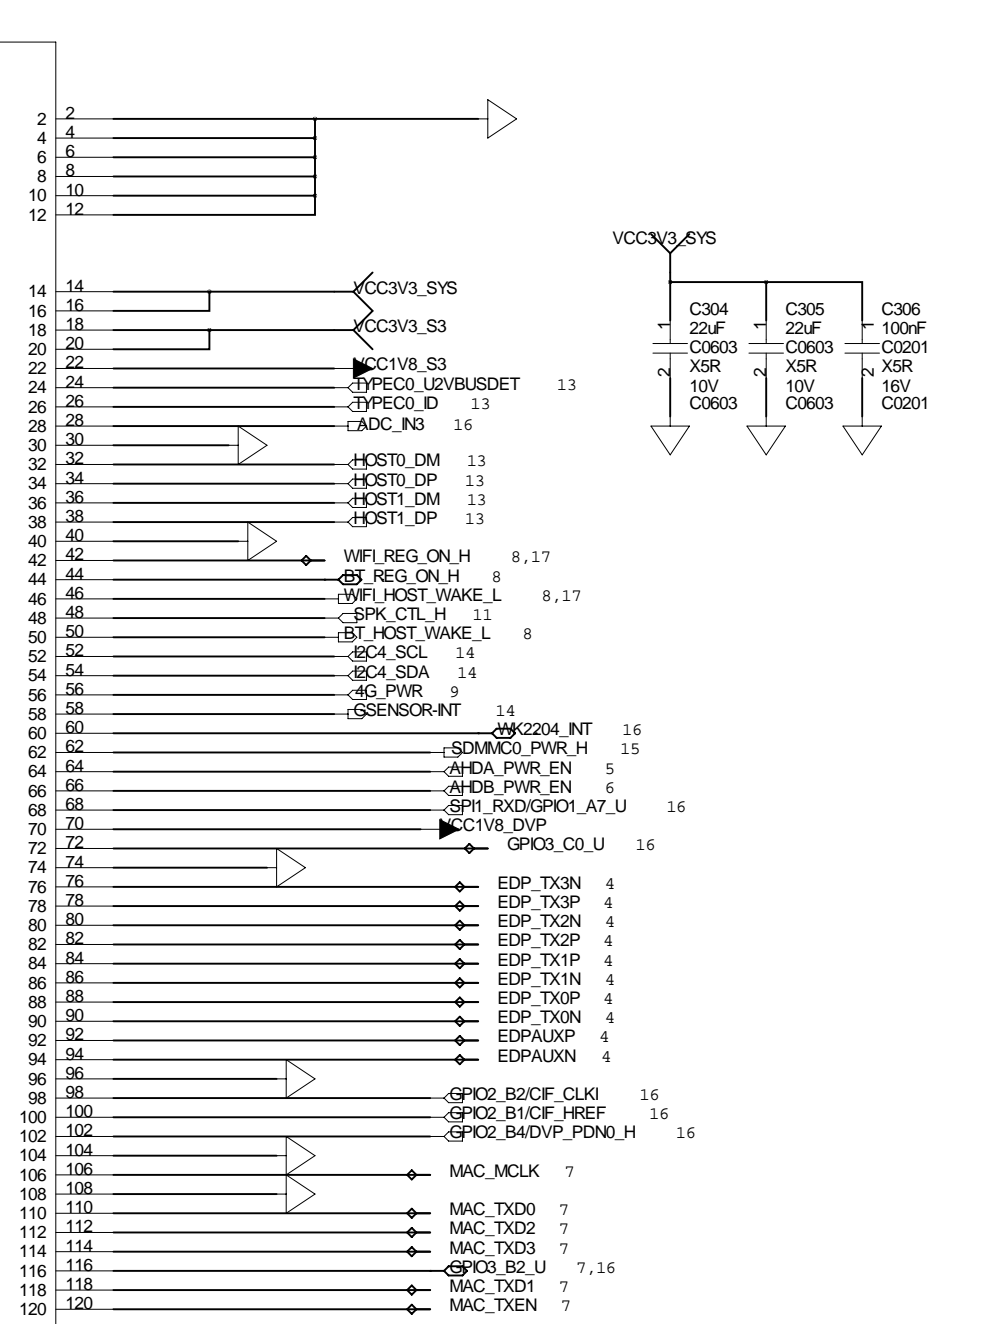 2 2
4 4
6 6
8 8
10 10
12 12
VCC3V3_SYS
14 14 VCC3V3_SYS
16 16
18 18 VCC3V3_S3
20 20
22 22 VCC1V8_S3
24 24 TYPEC0_U2VBUSDET 13
26 26 TYPEC0_ID 13
28 28 ADC_IN3 16
30 30
32 32 HOST0_DM 13
34 34 HOST0_DP 13
36 36 HOST1_DM 13
38 38 HOST1_DP 13
40 40
42 42 WIFI_REG_ON_H 8,17
44 44 BT_REG_ON_H 8
46 46 WIFI_HOST_WAKE_L 8,17
48 48 SPK_CTL_H 11
50 50 BT_HOST_WAKE_L 8
52 52 I2C4_SCL 14
54 54 I2C4_SDA 14
56 56 4G_PWR 9
58 58 GSENSOR-INT 14
60 60 WK2204_INT 16
62 62 SDMMC0_PWR_H 15
64 64 AHDA_PWR_EN 5
66 66 AHDB_PWR_EN 6
68 68 SPI1_RXD/GPIO1_A7_U 16
70 70 VCC1V8_DVP
72 72 GPIO3_C0_U 16
74 74
76 76 EDP_TX3N 4
78 78 EDP_TX3P 4
80 80 EDP_TX2N 4
82 82 EDP_TX2P 4
84 84 EDP_TX1P 4
86 86 EDP_TX1N 4
88 88 EDP_TX0P 4
90 90 EDP_TX0N 4
92 92 EDPAUXP 4
94 94 EDPAUXN 4
96 96
98 98 GPIO2_B2/CIF_CLKI 16
100 100 GPIO2_B1/CIF_HREF 16
102 102 GPIO2_B4/DVP_PDN0_H 16
104 104
106 106 MAC_MCLK 7
108 108
110 110 MAC_TXD0 7
112 112 MAC_TXD2 7
114 114 MAC_TXD3 7
116 116 GPIO3_B2_U 7,16
118 118 MAC_TXD1 7
120 120 MAC_TXEN 7
C304
22uF
C0603
X5R
10V
C0603
1
2
C305
22uF
C0603
X5R
10V
C0603
1
2
C306
100nF
C0201
X5R
16V
C0201
1
2